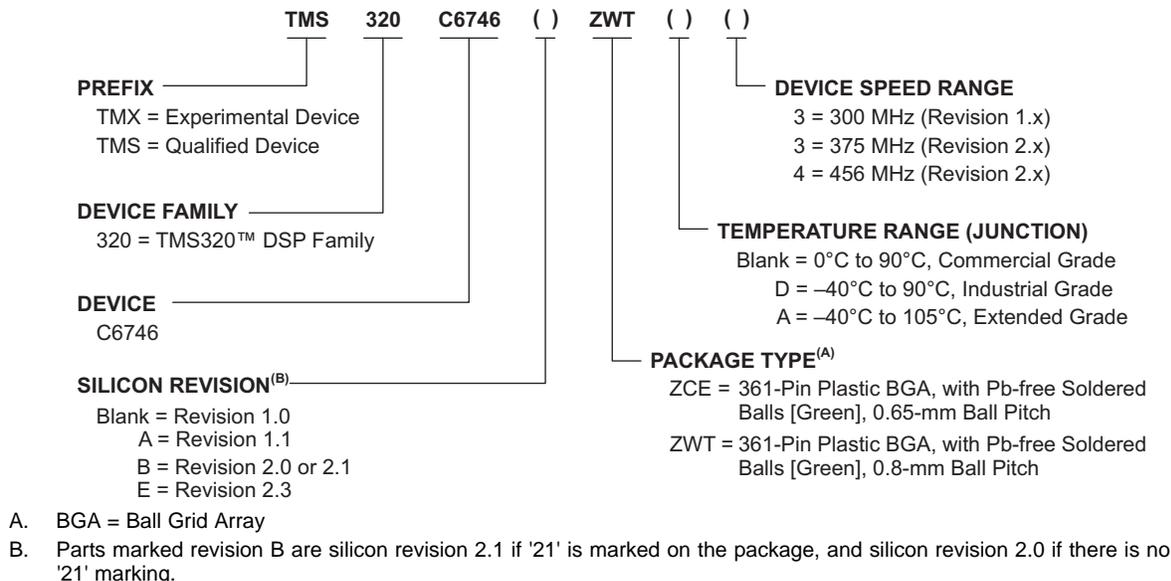 TMS 320 C6746 ( ) ZWT ( ) ( )
PREFIX
TMX = Experimental Device
TMS = Qualified Device
DEVICE FAMILY
320 = TMS320™ DSP Family
DEVICE
C6746
SILICON REVISION(B)
Blank = Revision 1.0
A = Revision 1.1
B = Revision 2.0 or 2.1
E = Revision 2.3
DEVICE SPEED RANGE
3 = 300 MHz (Revision 1.x)
3 = 375 MHz (Revision 2.x)
4 = 456 MHz (Revision 2.x)
TEMPERATURE RANGE (JUNCTION)
Blank = 0°C to 90°C, Commercial Grade
D = –40°C to 90°C, Industrial Grade
A = –40°C to 105°C, Extended Grade
PACKAGE TYPE(A)
ZCE = 361-Pin Plastic BGA, with Pb-free Soldered
Balls [Green], 0.65-mm Ball Pitch
ZWT = 361-Pin Plastic BGA, with Pb-free Soldered
Balls [Green], 0.8-mm Ball Pitch
A. BGA = Ball Grid Array
B. Parts marked revision B are silicon revision 2.1 if '21' is marked on the package, and silicon revision 2.0 if there is no
'21' marking.